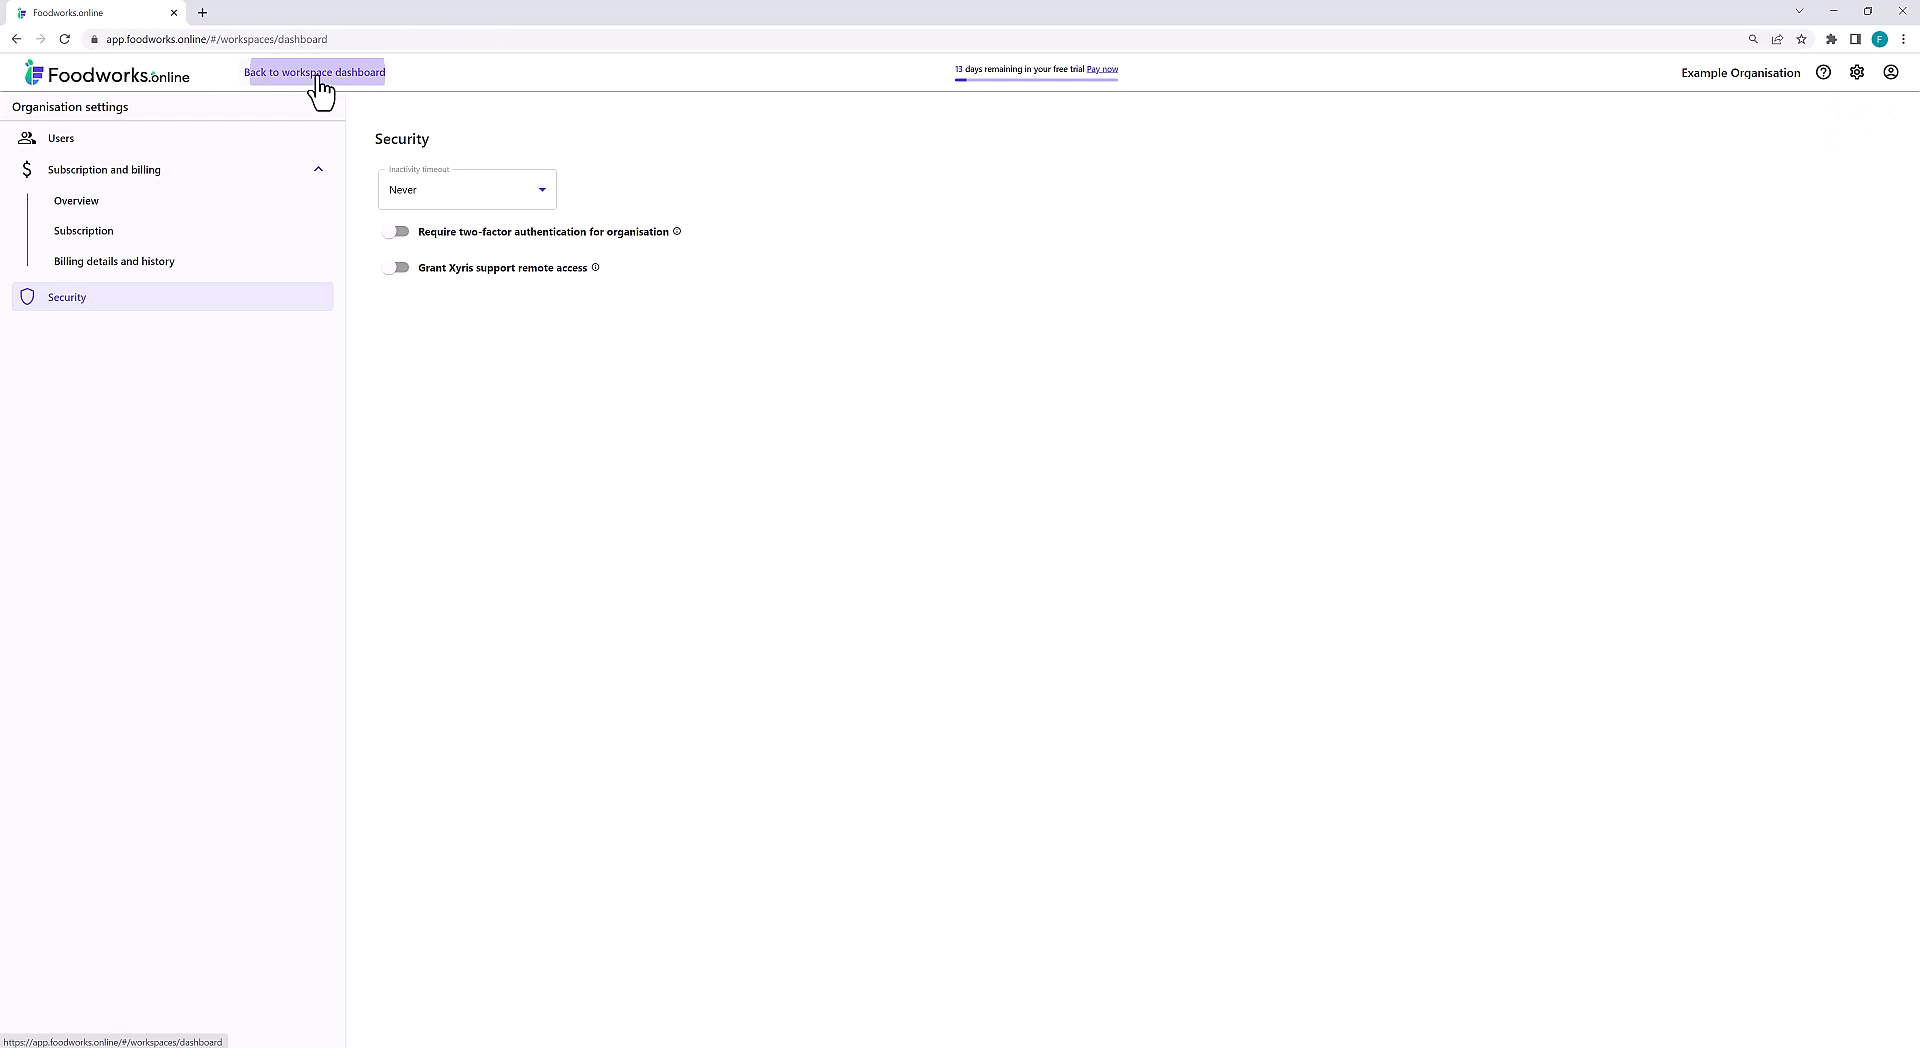 Foodworks.online
app.foodworks.online/#/workspaces/dashboard
F
Foodworks.online
Back to workspace dashboard
13 days remaining in your free trial Pay now
Example Organisation
Organisation settings
Users
Subscription and billing
Overview
Subscription
Billing details and history
Security
Security
Inactivity timeout
Never
Require two-factor authentication for organisation
Grant Xyris support remote access
https://app.foodworks.online/#/workspaces/dashboard